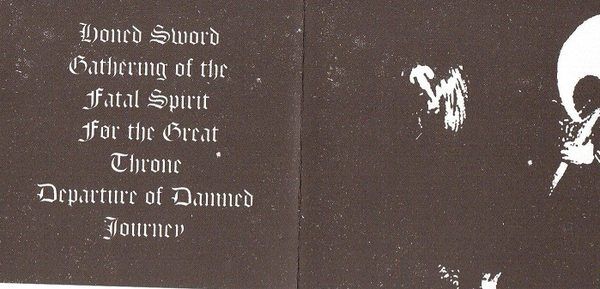 Honed Sword
Gathering of the
Fatal Spirit
For the Great
Throne
Departure of Damned
Journey